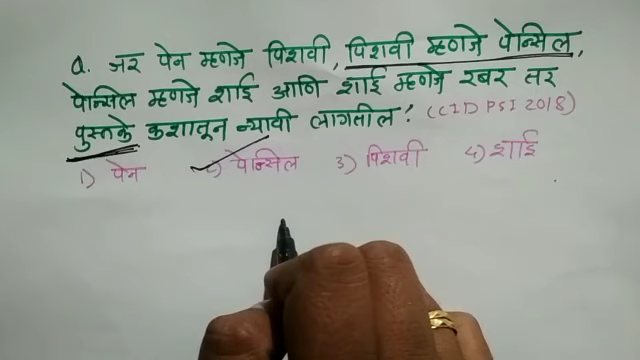 Q. जर पेन म्हणजे पिशवी, पिशवी म्हणजे पेन्सिल,
पेन्सिल म्हणजे शाई आणि शाई म्हणजे रबर तर
पुस्तके कशातून न्यावी लागतील? (CID PSI 2018)
1) पेन 2) पेन्सिल 3) पिशवी 4) शाई